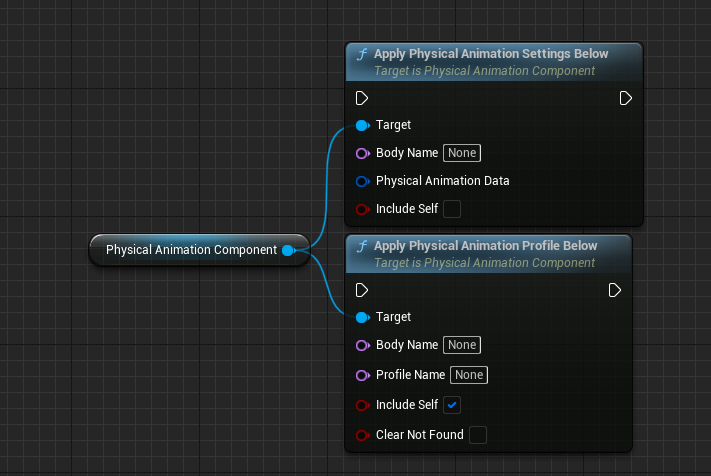 Apply Physical Animation Settings Below
Target is Physical Animation Component
Target
Body Name None
Physical Animation Data
Include Self
Physical Animation Component
Apply Physical Animation Profile Below
Target is Physical Animation Component
Target
Body Name None
Profile Name None
Include Self
Clear Not Found